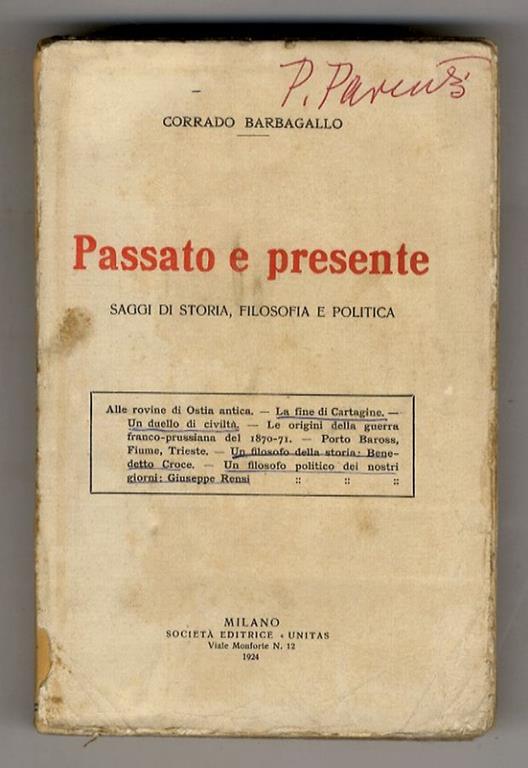 P. Parenti
CORRADO BARBAGALLO
Passato e presente
SAGGI DI STORIA, FILOSOFIA E POLITICA
Alle rovine di Ostia antica. — La fine di Cartagine. —
Un duello di civiltà. — Le origini della guerra
franco-prussiana del 1870-71. — Porto Baross,
Fiume, Trieste. — Un filosofo della storia: Bene-
detto Croce. — Un filosofo politico dei nostri
giorni: Giuseppe Rensi :: :: ::
MILANO
SOCIETÀ EDITRICE « UNITAS
Viale Monforte N. 12
1924